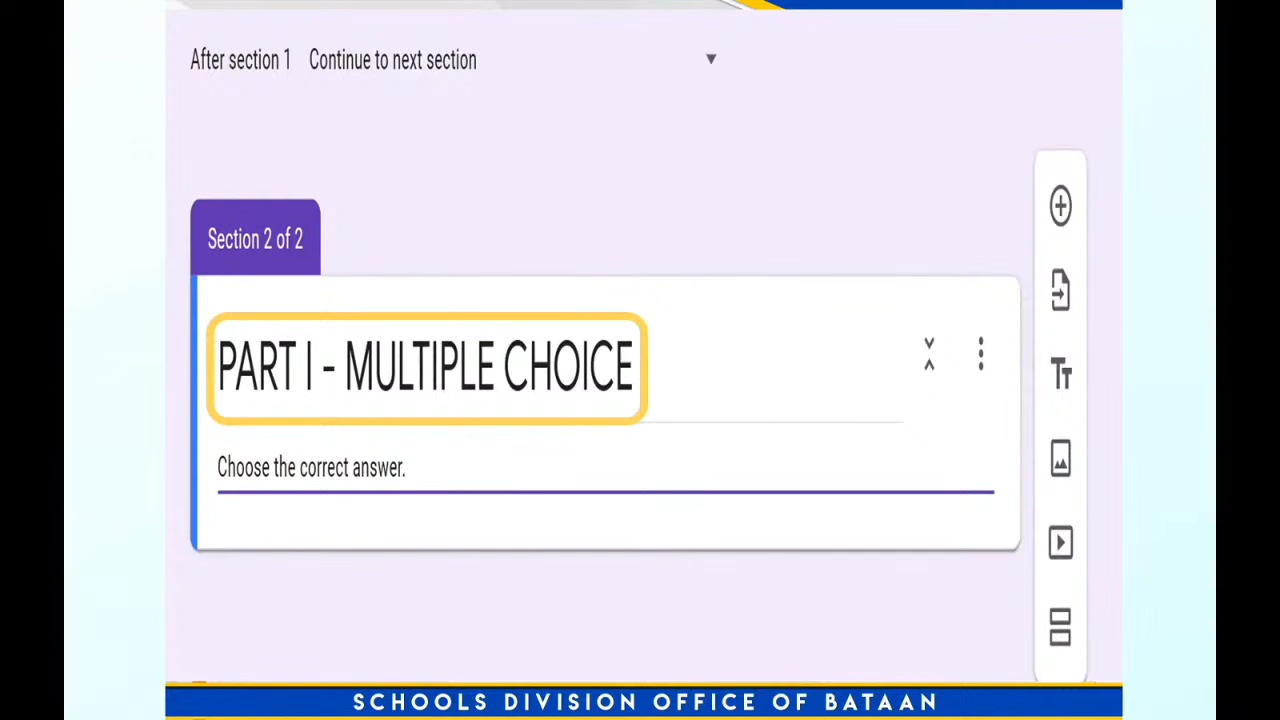 After section 1 Continue to next section
Section 2 of 2
PART I - MULTIPLE CHOICE
Choose the correct answer.
SCHOOLS DIVISION OFFICE OF BATAAN